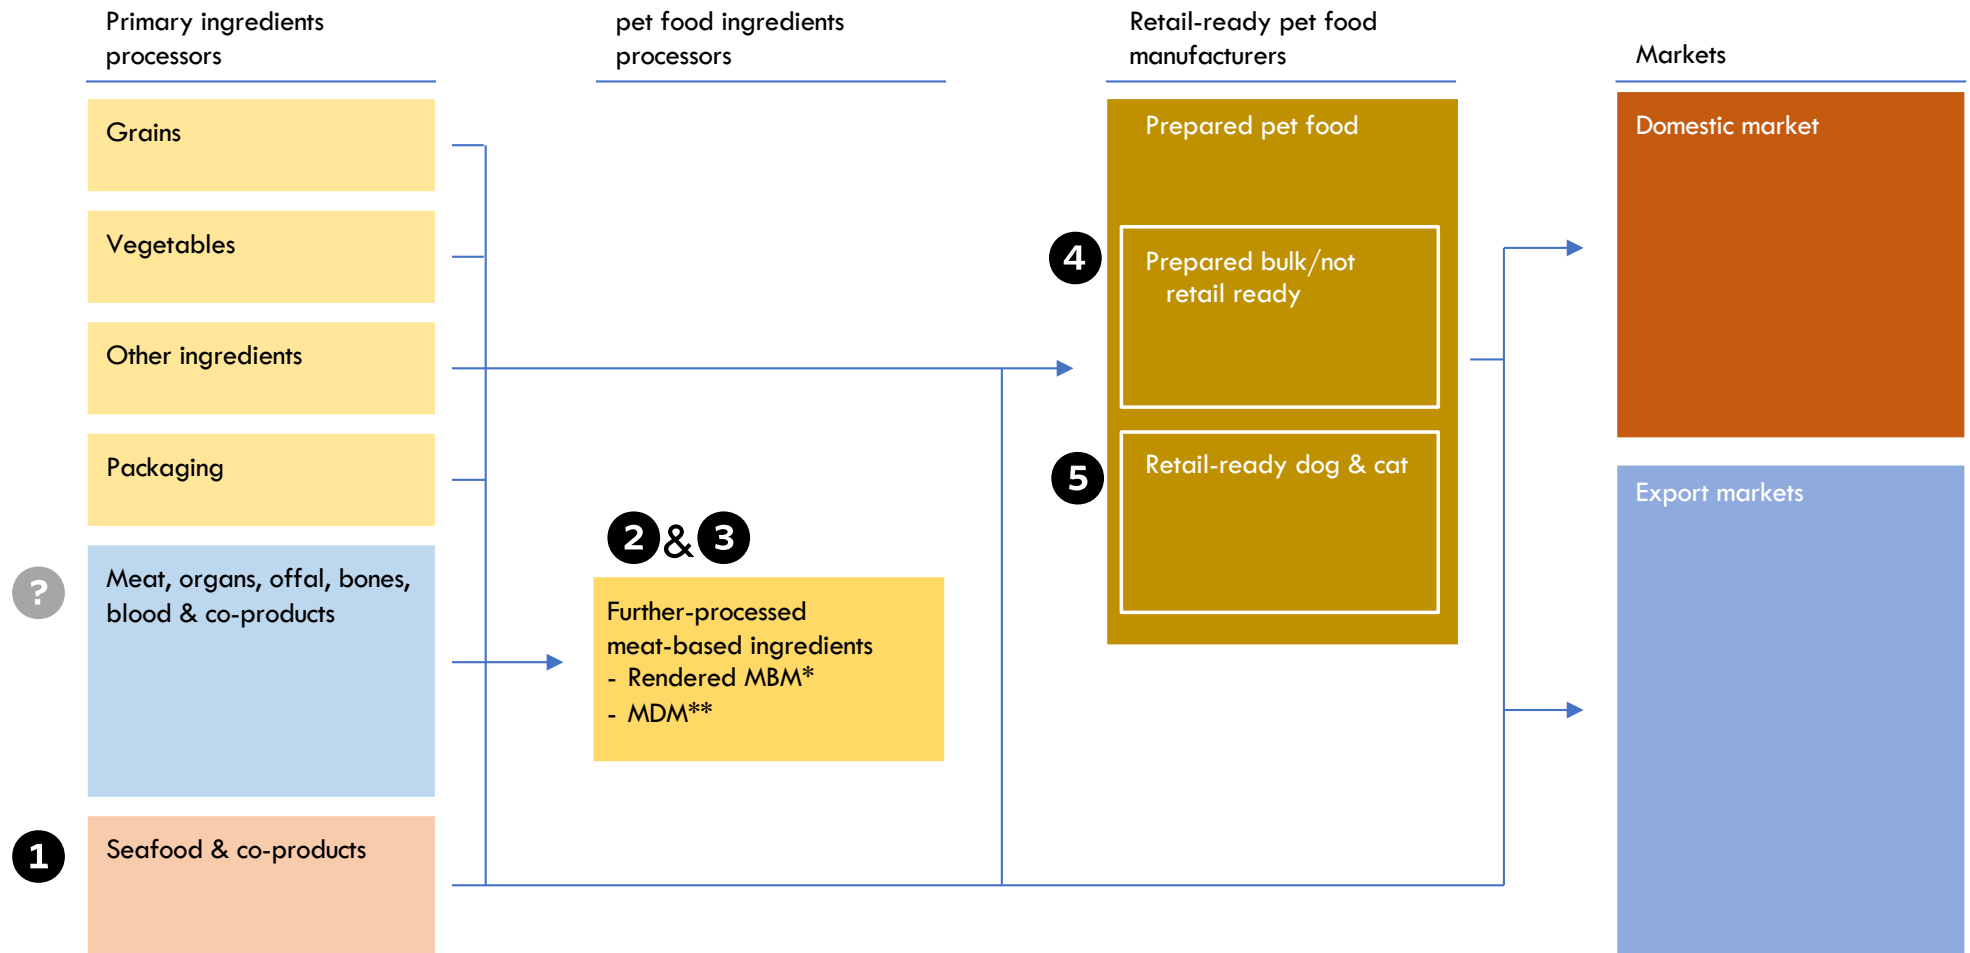 Primary ingredients
processors
pet food ingredients
processors
Retail-ready pet food
manufacturers
Markets
Grains
Vegetables
Other ingredients
Packaging
?
Meat, organs, offal, bones,
blood & co-products
1
Seafood & co-products
2 & 3
Further-processed
meat-based ingredients
- Rendered MBM*
- MDM**
Prepared pet food
4
Prepared bulk/not
retail ready
5
Retail-ready dog & cat
Domestic market
Export markets